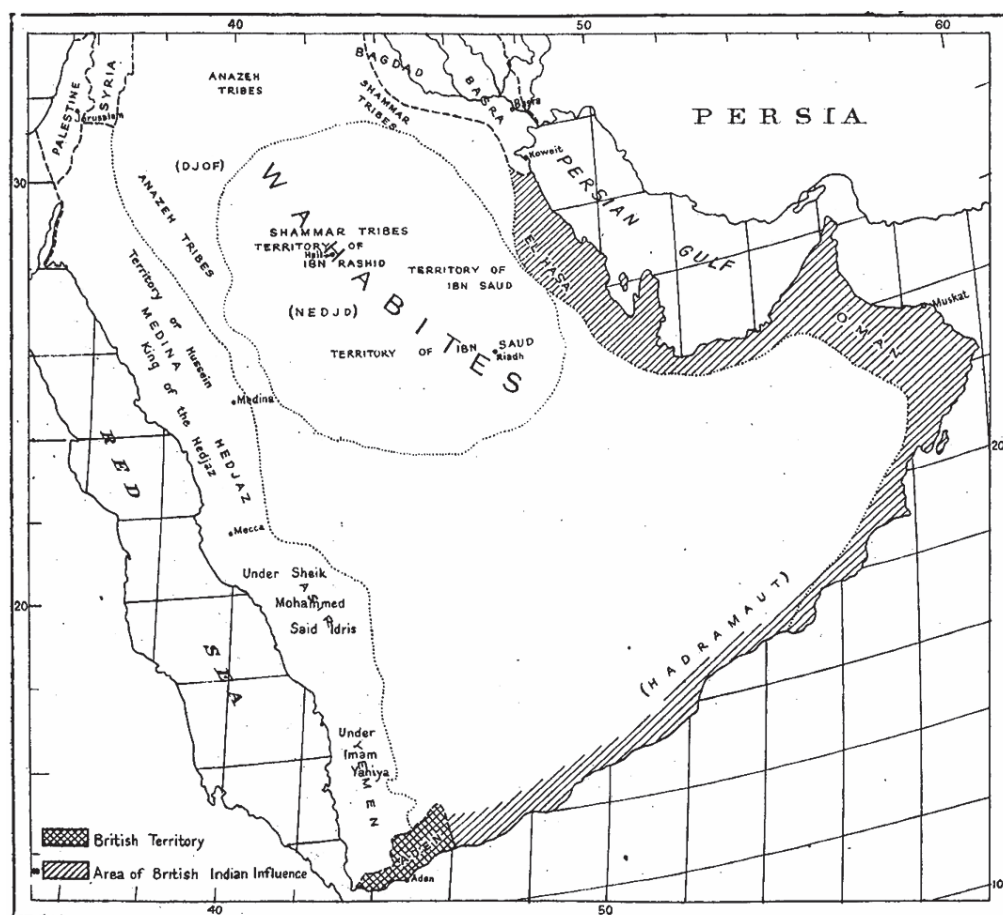 40
50
60
PALESTINE
SYRIA
Jerusalem
ANAZEH
TRIBES
BAGDAD
BASRA
Basra
SHAMMAR
TRIBES
PERSIA
30
(DJOF)
Koweit
PERSIAN
GULF
ANAZEH TRIBES
WAHABITES
SHAMMAR TRIBES
TERRITORY OF
Hail
IBN RASHID
TERRITORY OF
IBN SAUD
EL HASA
(NEDJD)
TERRITORY OF IBN SAUD
Riadh
Muskat
OMAN
Territory of Hussein
MEDINA
King of the Hedjaz
HEDJAZ
Medina
20
RED
SEA
Mecca
Under Sheik
ASIR
Mohammed
Said Idris
20
(HADRAMAUT)
Under
Imam
Yahiya
YEMEN
ADEN
Aden
British Territory
Area of British Indian Influence
40
50
10